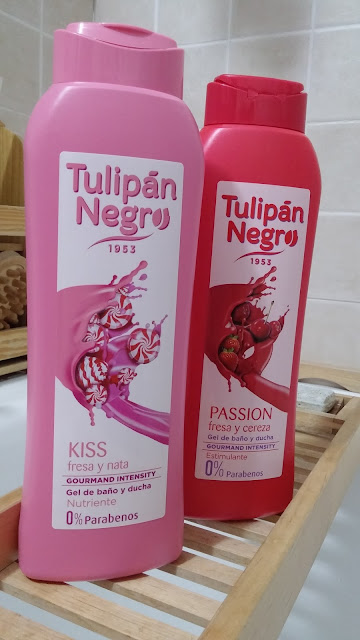 Tulipán
Negro
1953
KISS
fresa y nata
GOURMAND INTENSITY
Gel de baño y ducha
Nutriente
0% Parabenos
Tulipán
Negro
1953
PASSION
fresa y cereza
Gel de baño y ducha
GOURMAND INTENSITY
Estimulante
0% Parabenos